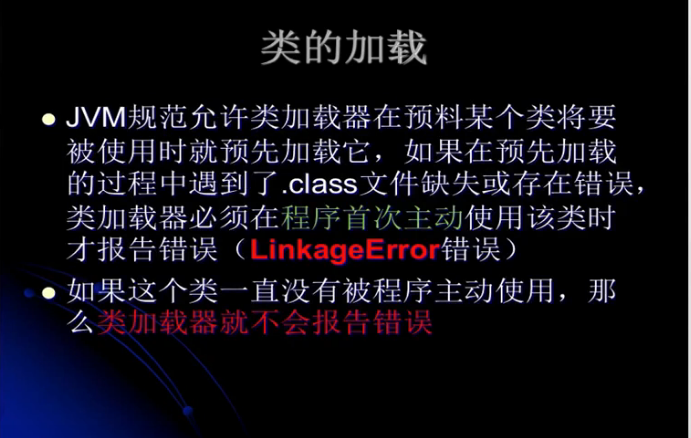 类的加载
JVM规范允许类加载器在预料某个类将要
被使用时就预先加载它，如果在预先加载
的过程中遇到了.class文件缺失或存在错误，
类加载器必须在程序首次主动使用该类时
才报告错误（LinkageError错误）
如果这个类一直没有被程序主动使用，那
么类加载器就不会报告错误